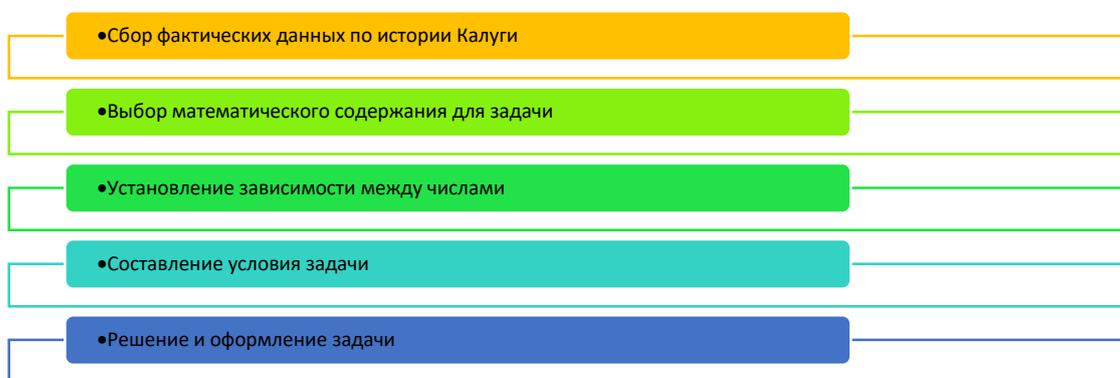 •Сбор фактических данных по истории Калуги
•Выбор математического содержания для задачи
•Установление зависимости между числами
•Составление условия задачи
•Решение и оформление задачи